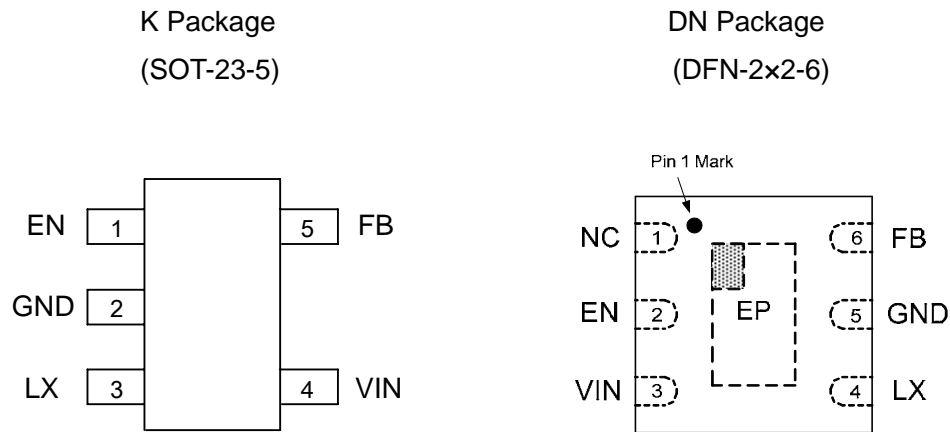 K Package
(SOT-23-5)
EN 1
5 FB
GND 2
LX 3
4 VIN
DN Package
(DFN-2×2-6)
Pin 1 Mark
NC 1
6 FB
EN 2
EP
5 GND
VIN 3
4 LX